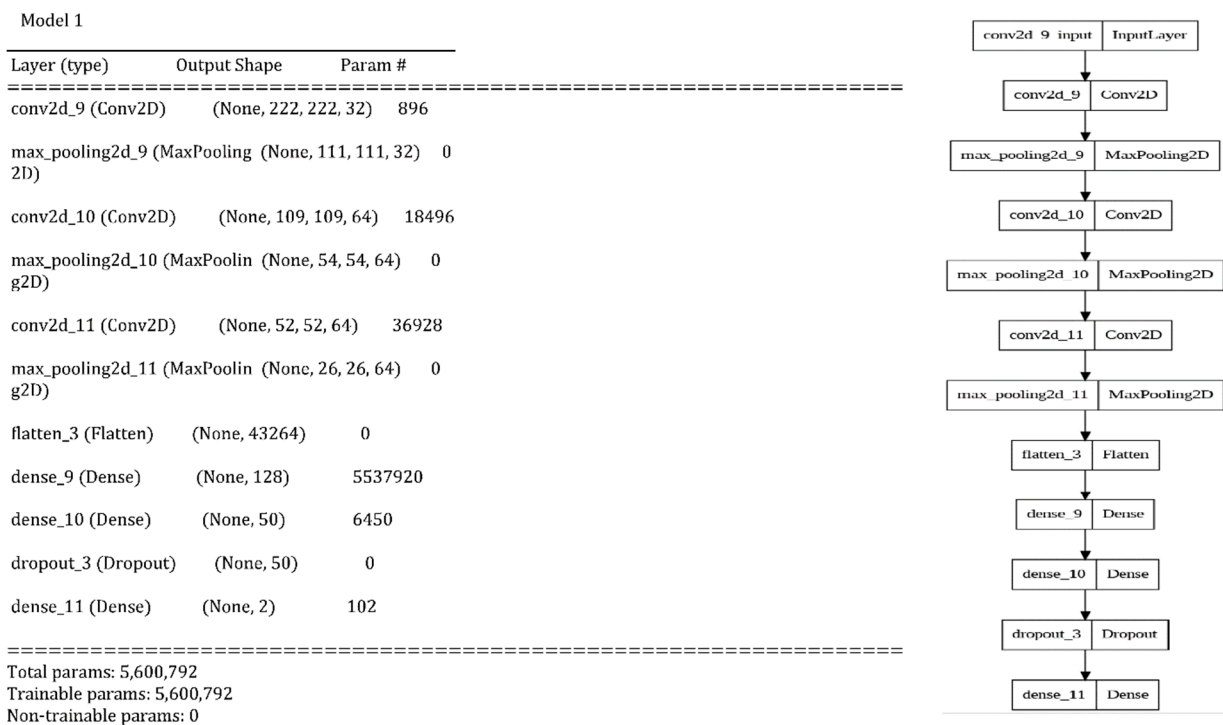 Model 1
Layer (type) Output Shape Param #
==================================================================
conv2d_9 (Conv2D) (None, 222, 222, 32) 896
max_pooling2d_9 (MaxPooling (None, 111, 111, 32) 0
2D)
conv2d_10 (Conv2D) (None, 109, 109, 64) 18496
max_pooling2d_10 (MaxPoolin (None, 54, 54, 64) 0
g2D)
conv2d_11 (Conv2D) (None, 52, 52, 64) 36928
max_pooling2d_11 (MaxPoolin (None, 26, 26, 64) 0
g2D)
flatten_3 (Flatten) (None, 43264) 0
dense_9 (Dense) (None, 128) 5537920
dense_10 (Dense) (None, 50) 6450
dropout_3 (Dropout) (None, 50) 0
dense_11 (Dense) (None, 2) 102
==================================================================
Total params: 5,600,792
Trainable params: 5,600,792
Non-trainable params: 0
conv2d_9_input InputLayer
conv2d_9 Conv2D
max_pooling2d_9 MaxPooling2D
conv2d_10 Conv2D
max_pooling2d_10 MaxPooling2D
conv2d_11 Conv2D
max_pooling2d_11 MaxPooling2D
flatten_3 Flatten
dense_9 Dense
dense_10 Dense
dropout_3 Dropout
dense_11 Dense